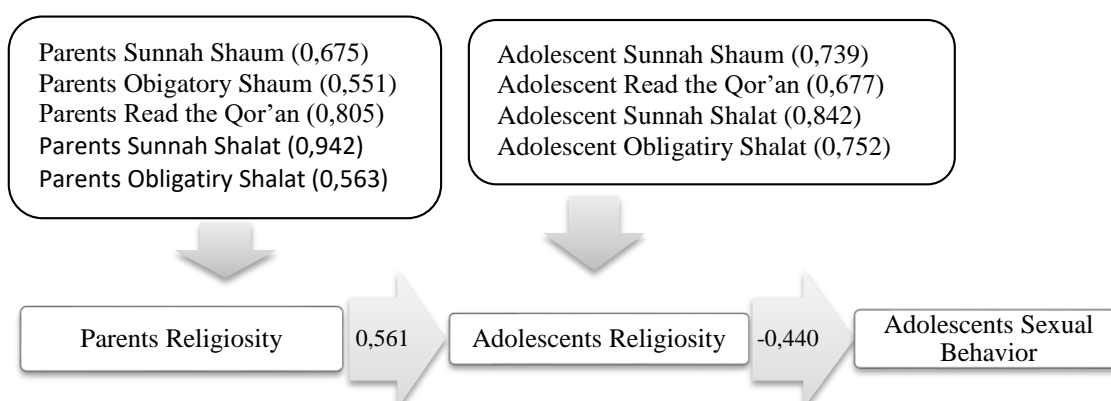 Parents Sunnah Shaum (0,675)
Parents Obigatory Shaum (0,551)
Parents Read the Qor’an (0,805)
Parents Sunnah Shalat (0,942)
Parents Obligatiry Shalat (0,563)
Adolescent Sunnah Shaum (0,739)
Adolescent Read the Qor’an (0,677)
Adolescent Sunnah Shalat (0,842)
Adolescent Obligatiry Shalat (0,752)
Parents Religiosity
0,561
Adolescents Religiosity
-0,440
Adolescents Sexual
Behavior